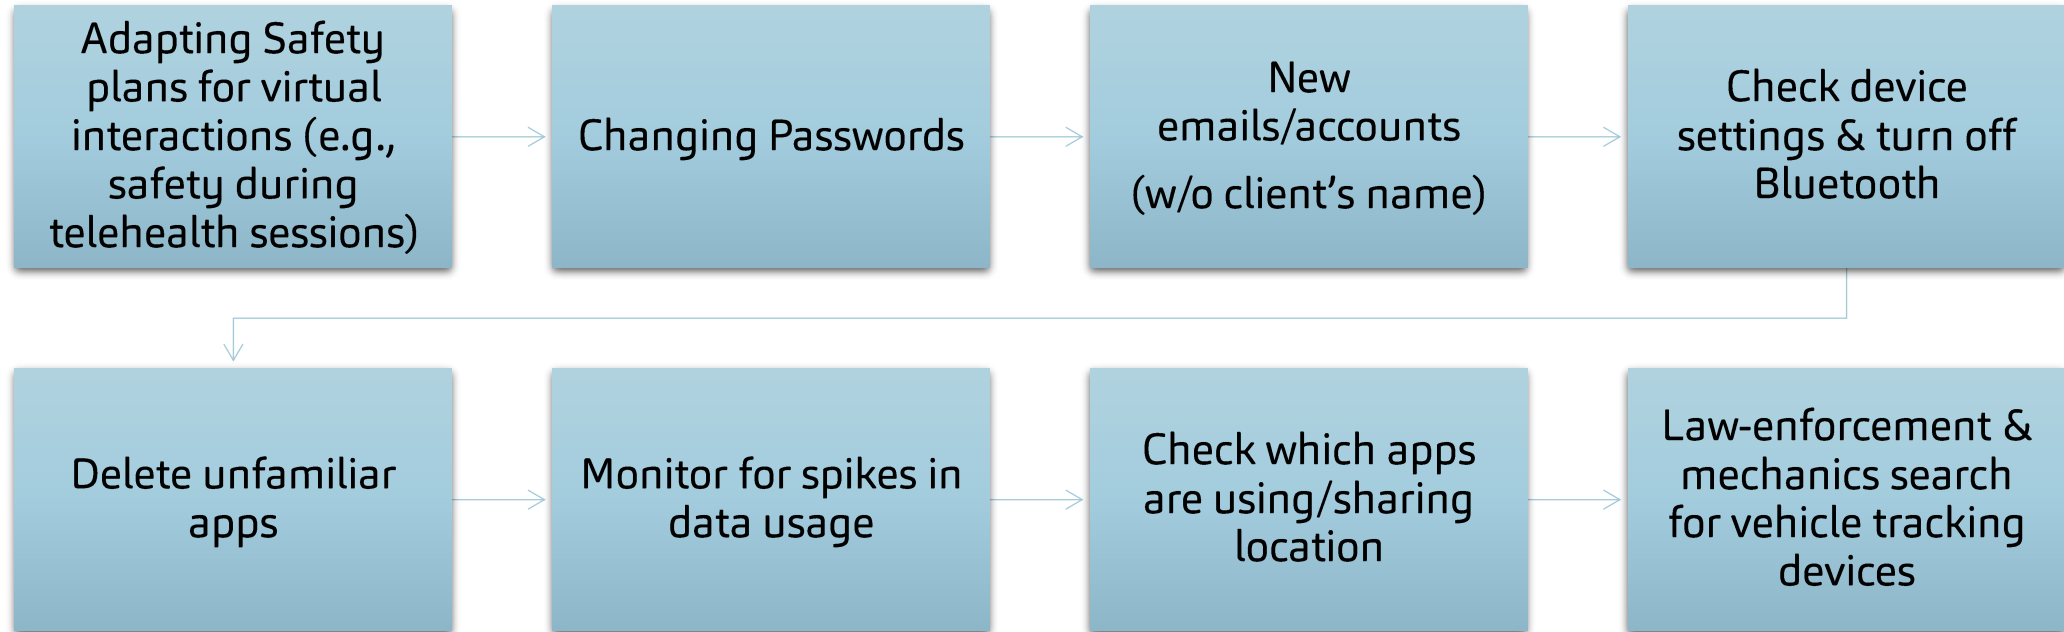 Adapting Safety
plans for virtual
interactions (e.g.,
safety during
telehealth sessions)
Changing Passwords
New
emails/accounts
(w/o client’s name)
Check device
settings & turn off
Bluetooth
Delete unfamiliar
apps
Monitor for spikes in
data usage
Check which apps
are using/sharing
location
Law-enforcement &
mechanics search
for vehicle tracking
devices